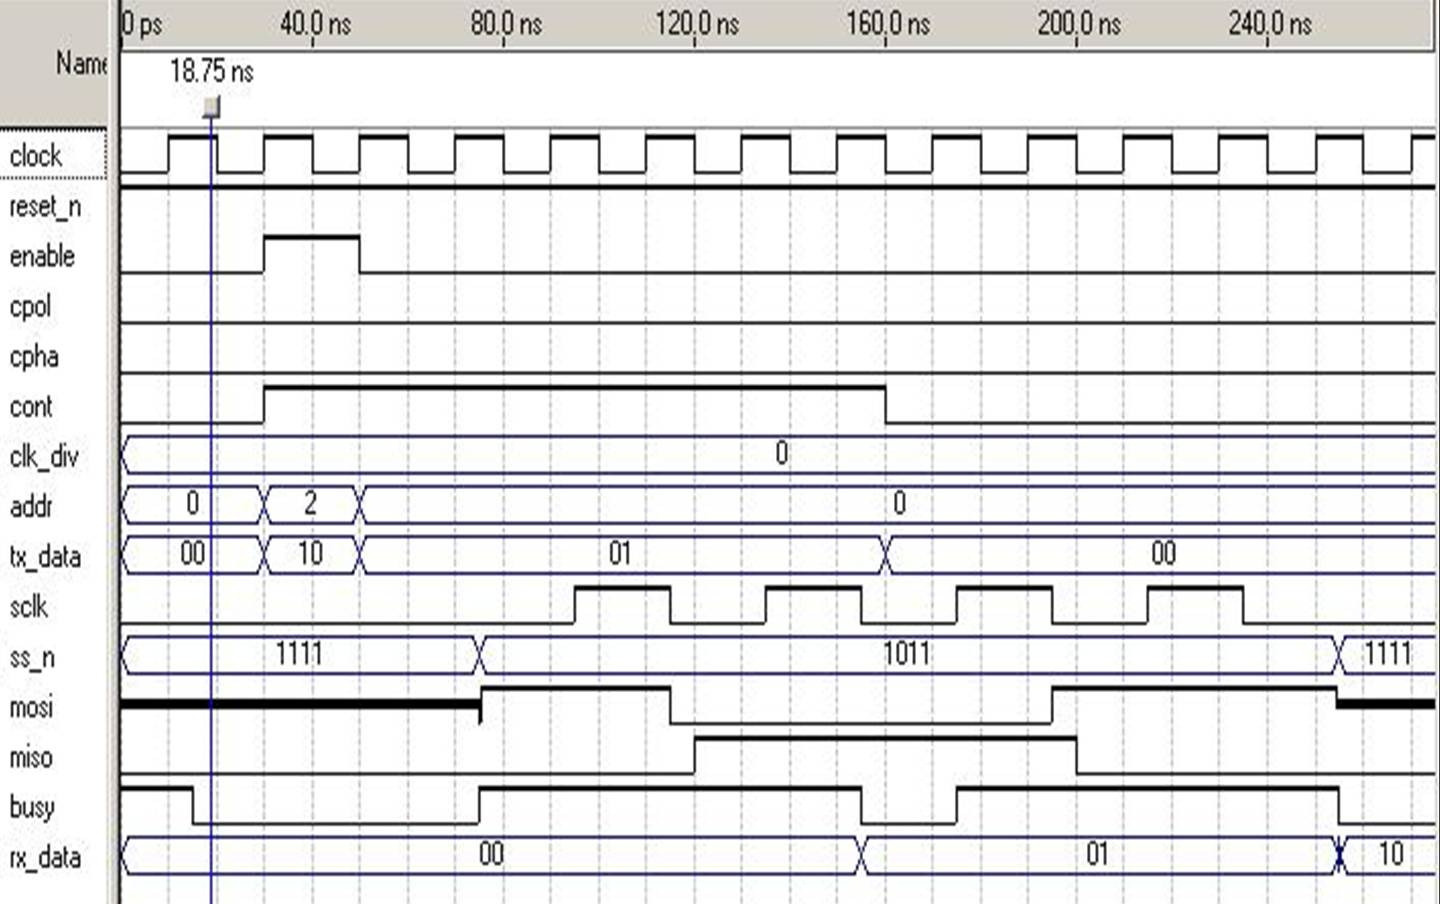 0 ps 40.0 ns 80.0 ns 120.0 ns 160.0 ns 200.0 ns 240.0 ns
Name
18.75 ns
clock
reset_n
enable
cpol
cpha
cont
clk_div 0
addr 0 2 0
tx_data 00 10 01 00
sclk
ss_n 1111 1011 1111
mosi
miso
busy
rx_data 00 01 10